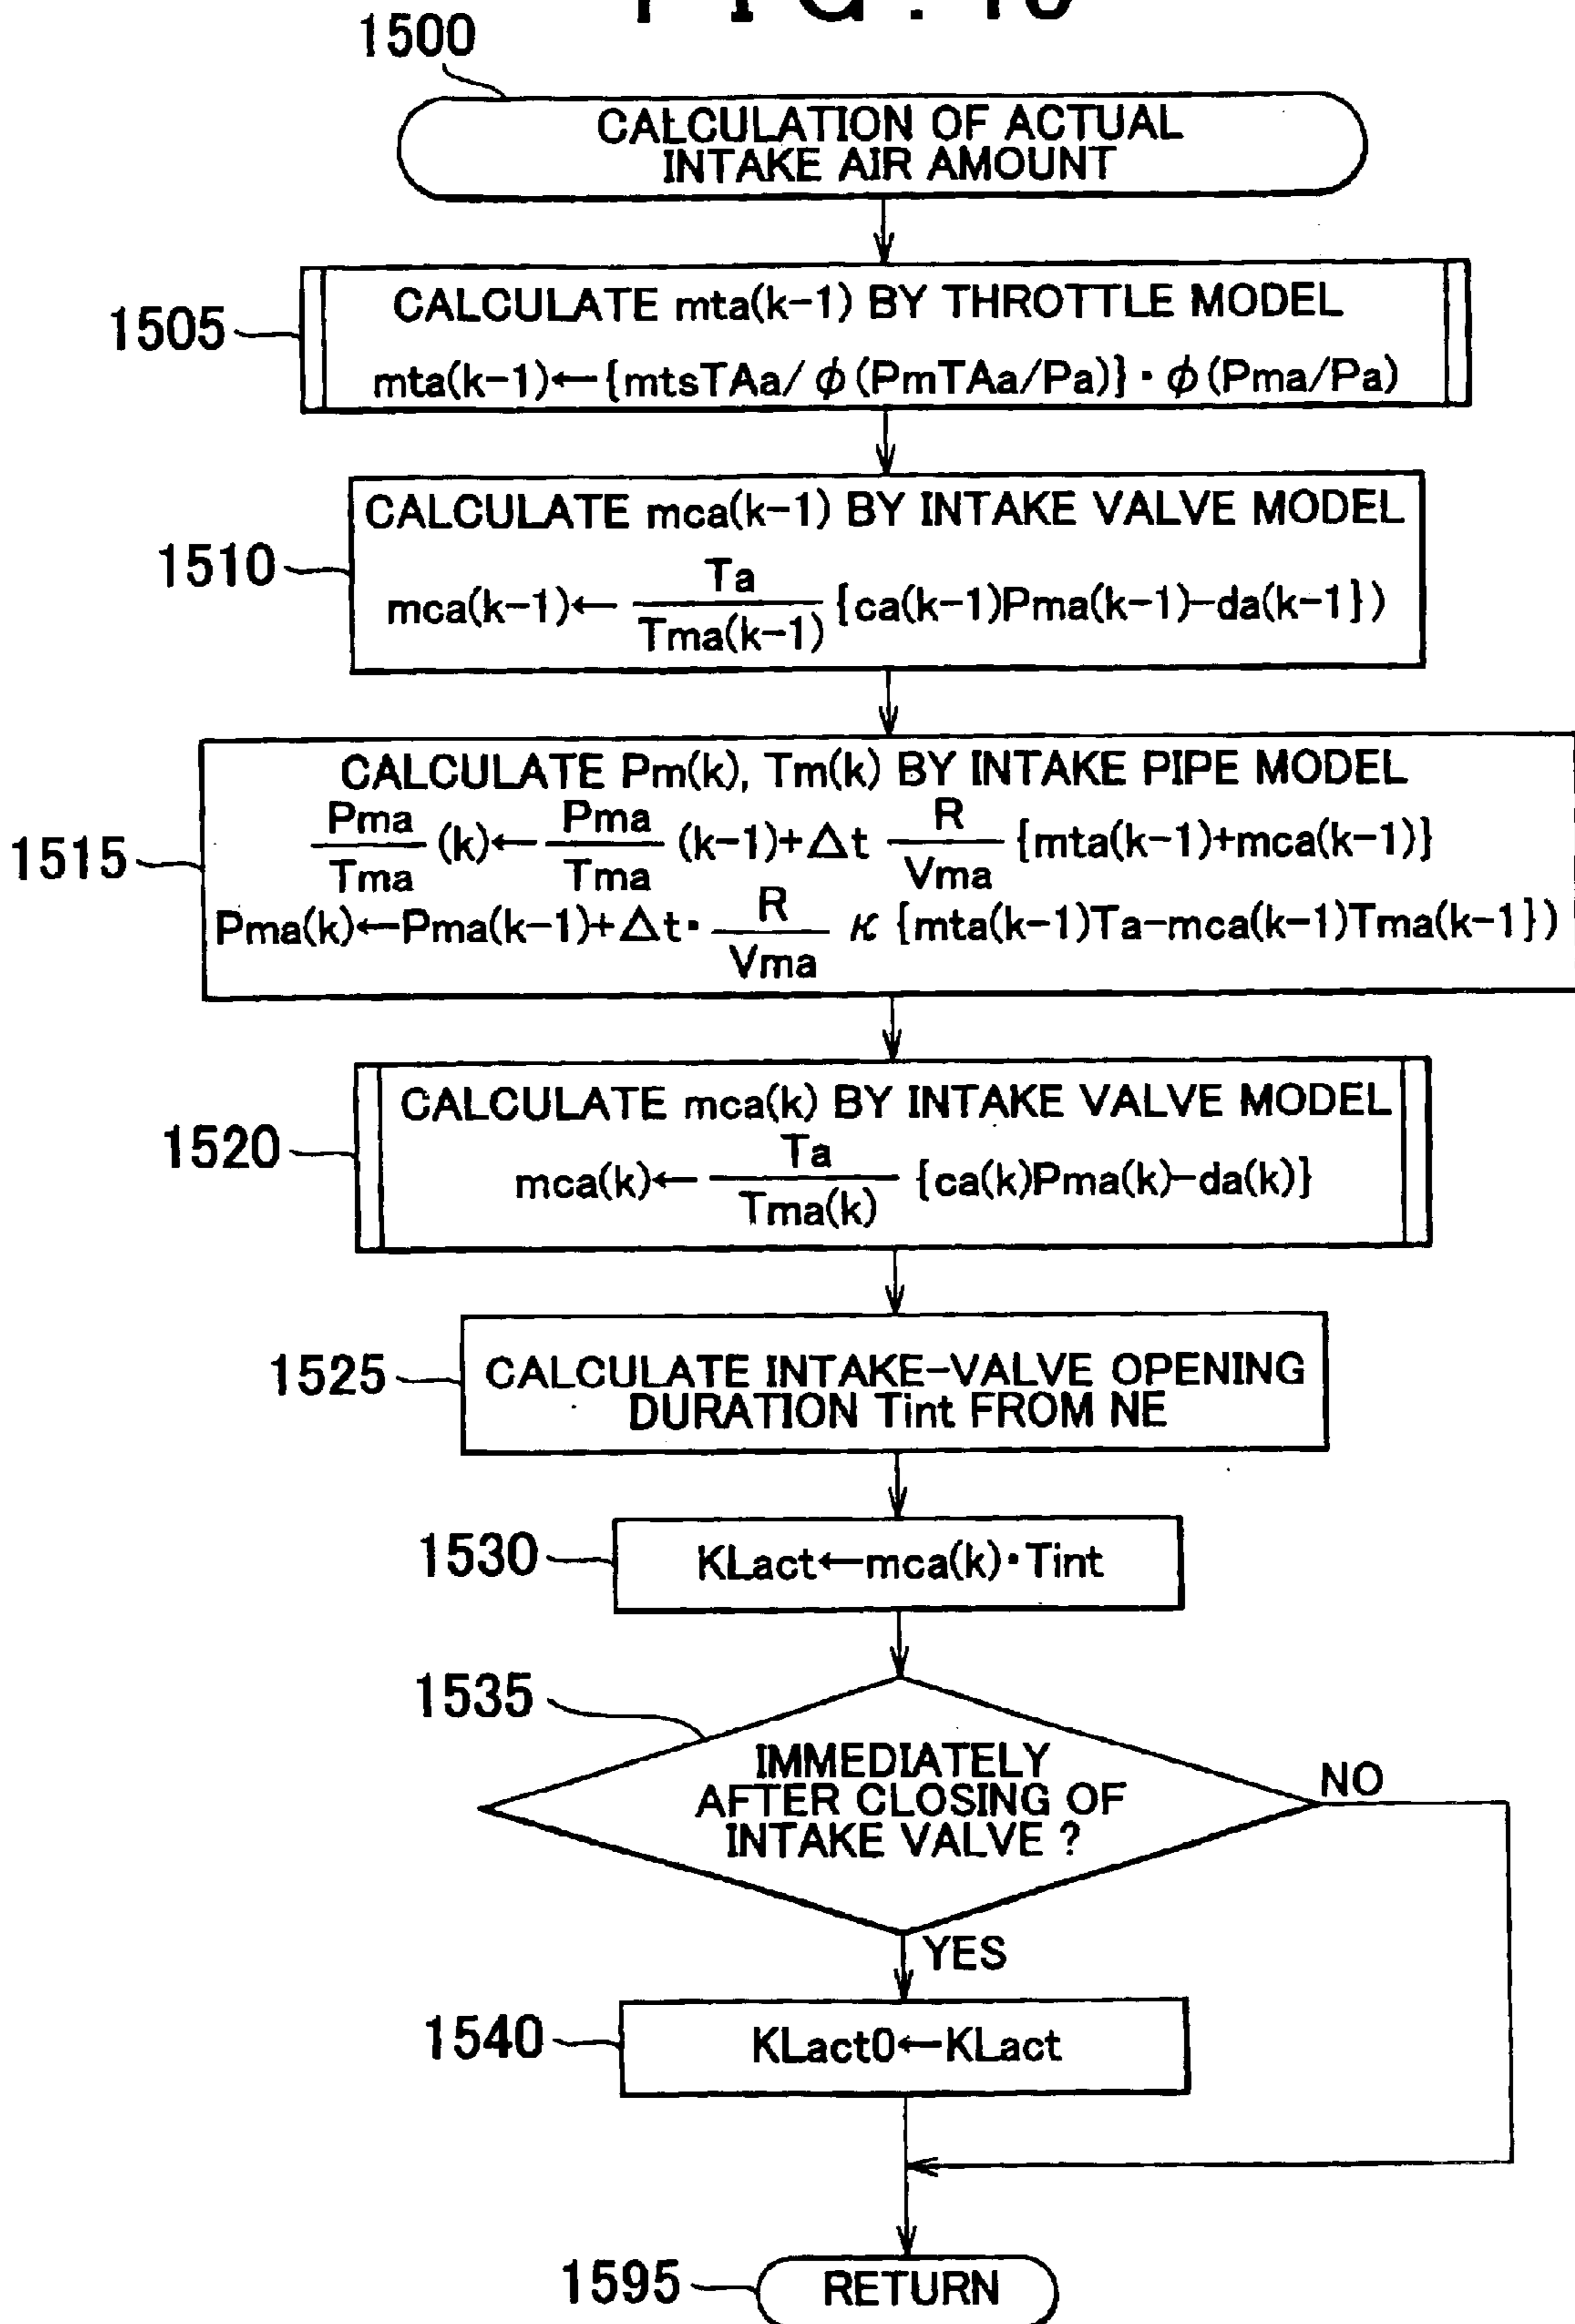 1500
CALCULATION OF ACTUAL
INTAKE AIR AMOUNT
1505
CALCULATE mta(k-1) BY THROTTLE MODEL
mta(k-1)←{mtsTAa/ϕ(PmTAa/Pa)}·ϕ(Pma/Pa)
1510
CALCULATE mca(k-1) BY INTAKE VALVE MODEL
mca(k-1)← Ta/Tma(k-1) {ca(k-1)Pma(k-1)-da(k-1})
1515
CALCULATE Pm(k), Tm(k) BY INTAKE PIPE MODEL
Pma/Tma (k)← Pma/Tma (k-1)+Δt R/Vma {mta(k-1)+mca(k-1)}
Pma(k)←Pma(k-1)+Δt· R/Vma κ {mta(k-1)Ta-mca(k-1)Tma(k-1})
1520
CALCULATE mca(k) BY INTAKE VALVE MODEL
mca(k)← Ta/Tma(k) {ca(k)Pma(k)-da(k)}
1525
CALCULATE INTAKE-VALVE OPENING
DURATION Tint FROM NE
1530
KLact←mca(k)·Tint
1535
IMMEDIATELY
AFTER CLOSING OF
INTAKE VALVE ?
NO
YES
1540
KLact0←KLact
1595
RETURN